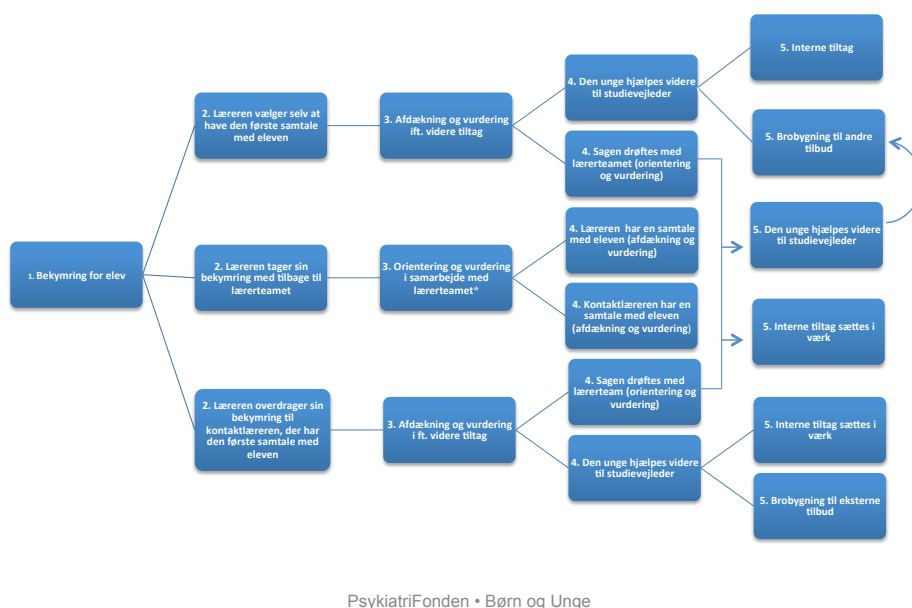 1. Bekymring for elev
2. Læreren vælger selv at
have den første samtale
med eleven
2. Læreren tager sin
bekymring med tilbage til
lærerteamet
2. Læreren overdrager sin
bekymring til
kontaktlæreren, der har
den første samtale med
eleven
3. Afdækning og vurdering
ift. videre tiltag
3. Orientering og vurdering
i samarbejde med
lærerteamet*
3. Afdækning og vurdering
i ft. videre tiltag
4. Den unge hjælpes videre
til studievejleder
4. Sagen drøftes med
lærerteamet (orientering
og vurdering)
4. Læreren har en samtale
med eleven (afdækning og
vurdering)
4. Kontaktlæreren har en
samtale med eleven
(afdækning og vurdering)
4. Sagen drøftes med
lærerteam (orientering og
vurdering)
4. Den unge hjælpes videre
til studievejleder
5. Interne tiltag
5. Brobygning til andre
tilbud
5. Den unge hjælpes videre
til studievejleder
5. Interne tiltag sættes i
værk
5. Interne tiltag sættes i
værk
5. Brobygning til eksterne
tilbud
PsykiatriFonden • Børn og Unge